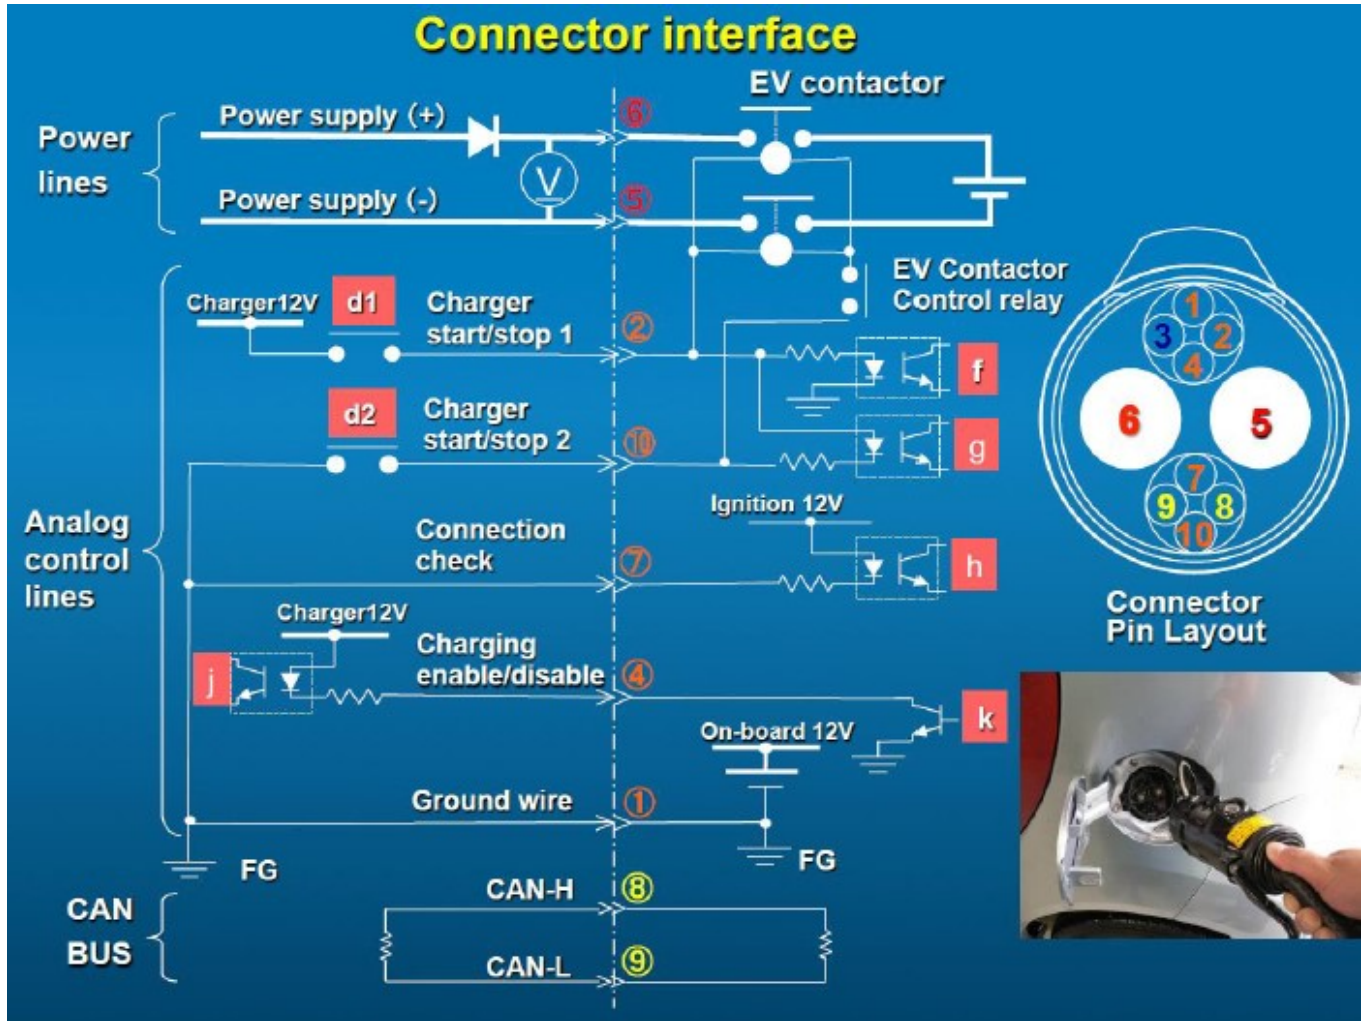 Connector interface
EV contactor
Power lines
Power supply (+)
⑥
V
Power supply (-)
⑤
Analog control lines
Charger12V
d1
Charger
start/stop 1
②
EV Contactor
Control relay
f
d2
Charger
start/stop 2
⑩
g
Ignition 12V
Connection
check
⑦
h
Charger12V
j
Charging
enable/disable
④
k
On-board 12V
Ground wire
①
FG
FG
CAN
BUS
CAN-H
⑧
CAN-L
⑨
1
3
2
4
6
5
7
9
8
10
Connector
Pin Layout